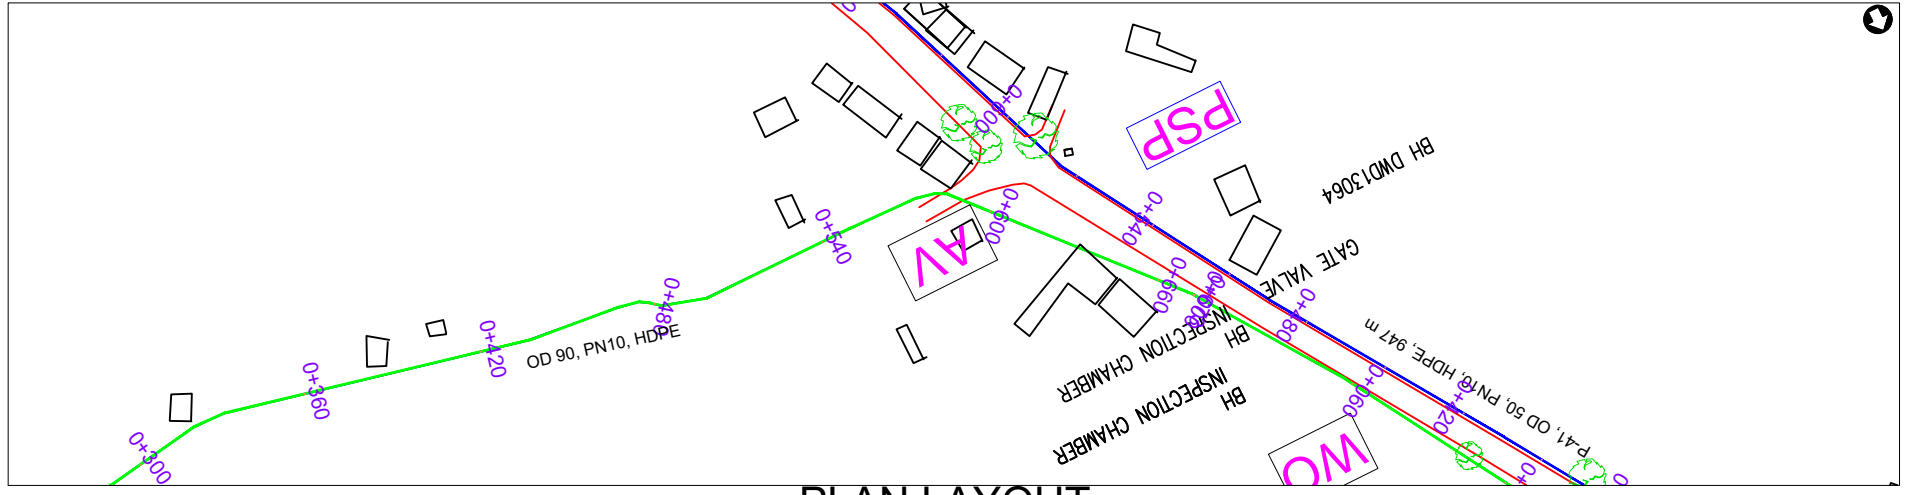 0+600
PSP
BH DWD13064
0+540
0+600
0+540
AV
GATE VALVE
0+660
0+480
0+480
INSPECTION CHAMBER
BH
P-41, OD 50, PN10, HDPE, 947 m
0+420
OD 90, PN10, HDPE
0+360
INSPECTION CHAMBER
BH
0+060
0+420
0+300
WO
PLAN LAYOUT